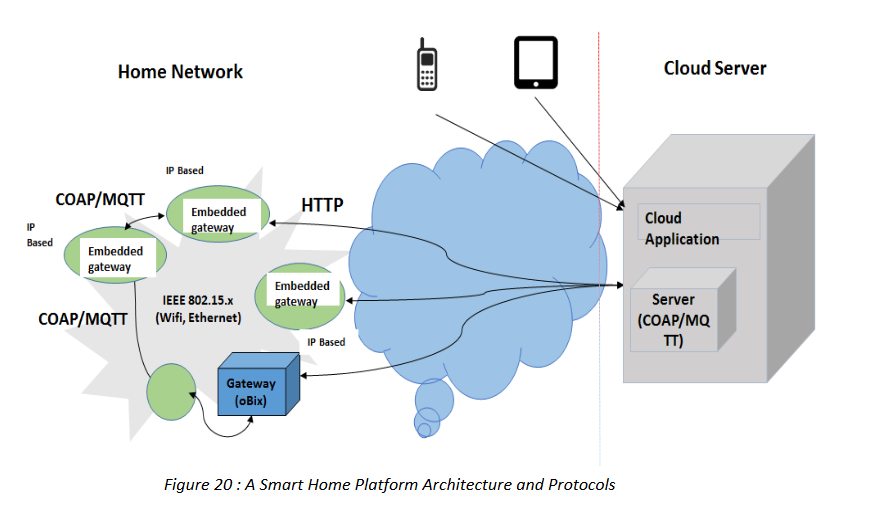 Home Network
Cloud Server
IP Based
COAP/MQTT
HTTP
Embedded
gateway
IP
Based
Embedded
gateway
Cloud
Application
Embedded
gateway
IEEE 802.15.x
(Wifi, Ethernet)
COAP/MQTT
Server
(COAP/MQ
TT)
IP Based
Gateway
(oBix)
Figure 20 : A Smart Home Platform Architecture and Protocols